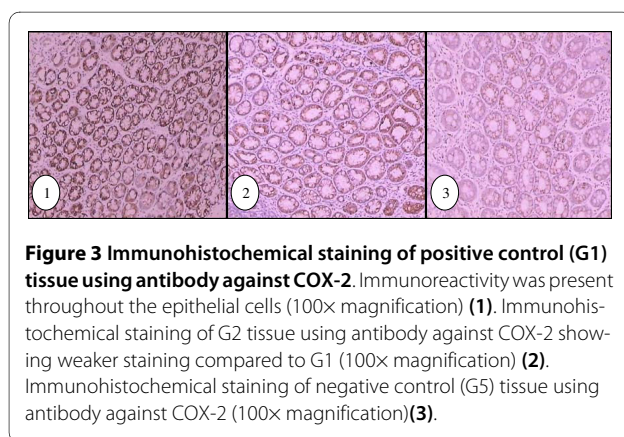 1 2 3
Figure 3 Immunohistochemical staining of positive control (G1)
tissue using antibody against COX-2. Immunoreactivity was present
throughout the epithelial cells (100× magnification) (1). Immunohis-
tochemical staining of G2 tissue using antibody against COX-2 show-
ing weaker staining compared to G1 (100× magnification) (2).
Immunohistochemical staining of negative control (G5) tissue using
antibody against COX-2 (100× magnification)(3).